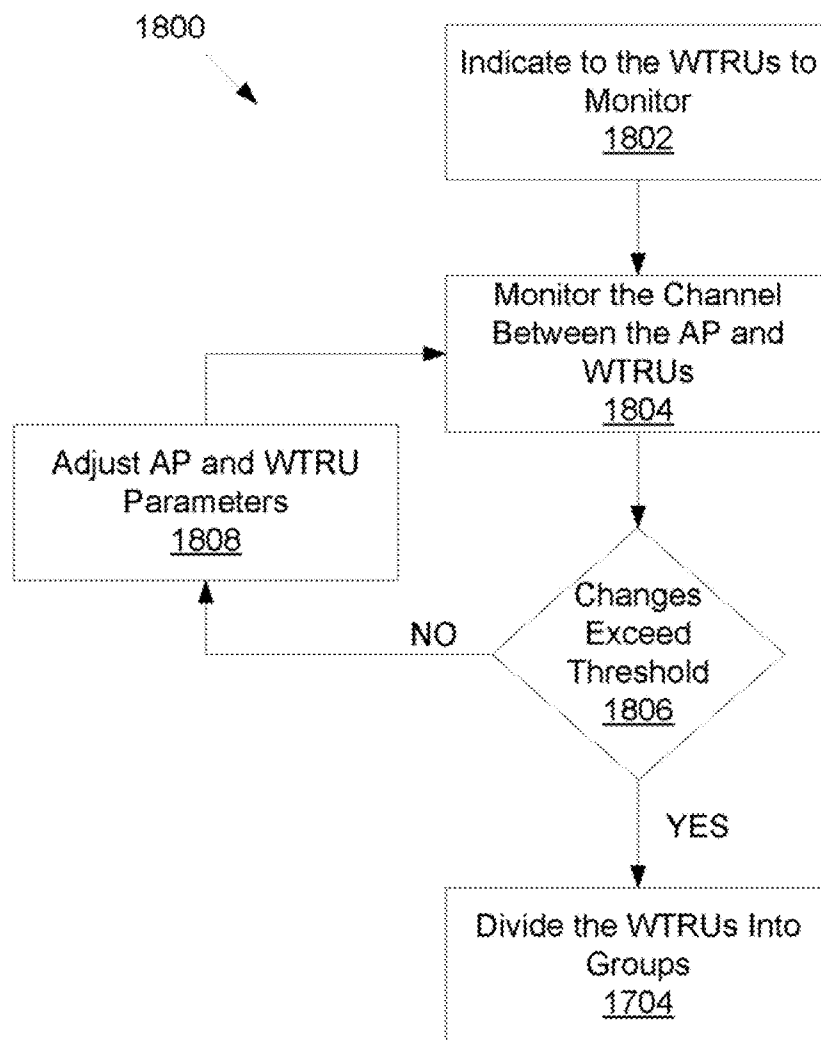 1800
Indicate to the WTRUs to
Monitor
1802
Monitor the Channel
Between the AP and
WTRUs
1804
Adjust AP and WTRU
Parameters
1808
Changes
Exceed
Threshold
1806
NO
YES
Divide the WTRUs Into
Groups
1704